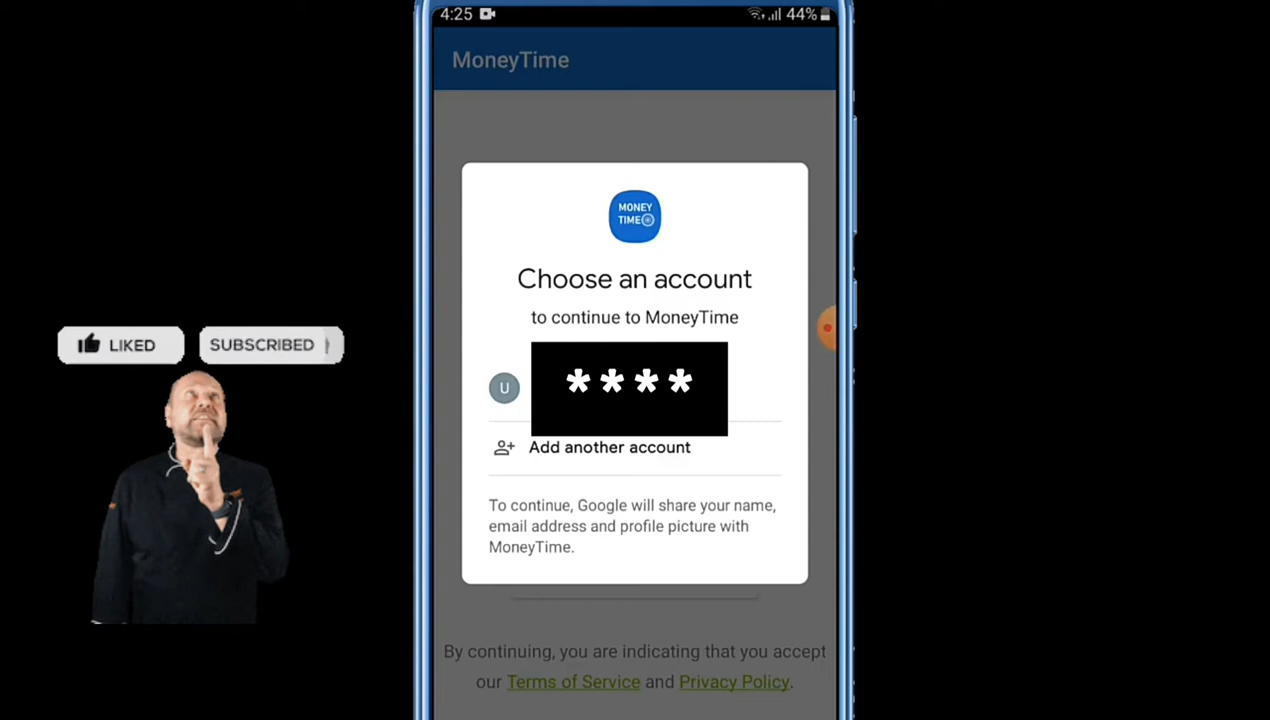 4:25
44%
MoneyTime
MONEY
TIME
Choose an account
to continue to MoneyTime
U
****
Add another account
To continue, Google will share your name,
email address and profile picture with
MoneyTime.
LIKED
SUBSCRIBED
By continuing, you are indicating that you accept
our Terms of Service and Privacy Policy.